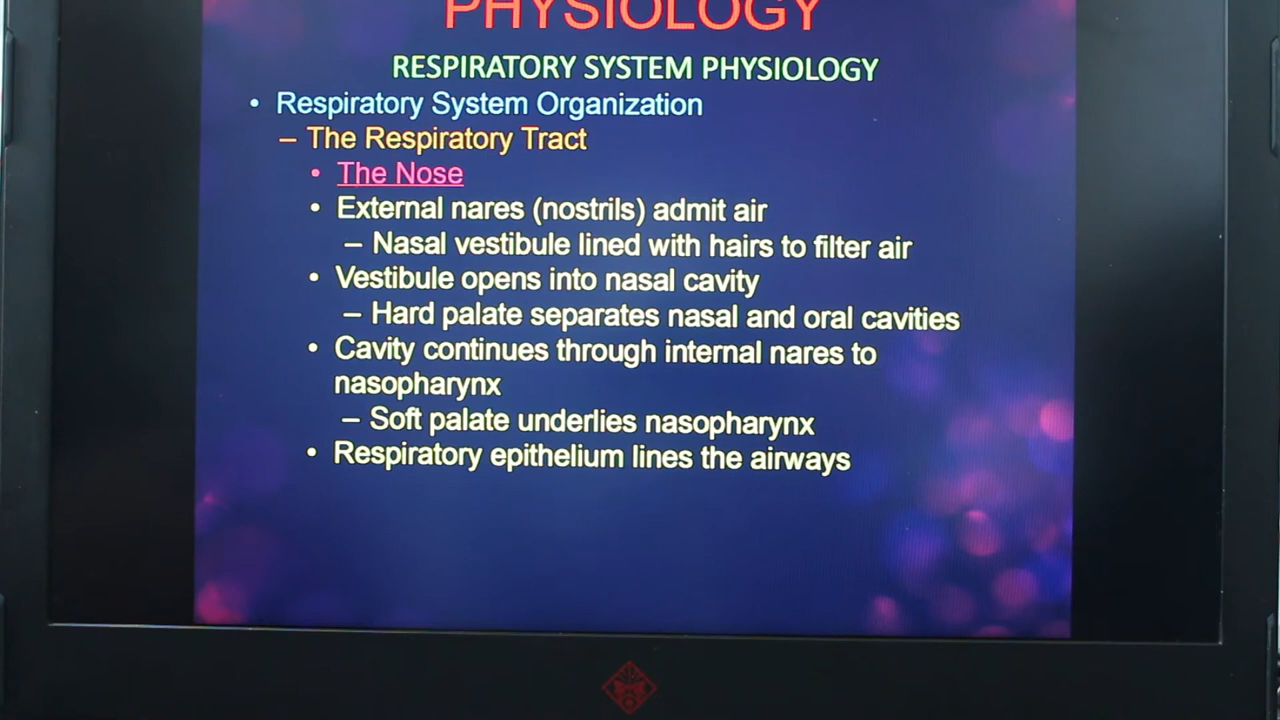 PHYSIOLOGY
RESPIRATORY SYSTEM PHYSIOLOGY
• Respiratory System Organization
– The Respiratory Tract
• The Nose
• External nares (nostrils) admit air
– Nasal vestibule lined with hairs to filter air
• Vestibule opens into nasal cavity
– Hard palate separates nasal and oral cavities
• Cavity continues through internal nares to
nasopharynx
– Soft palate underlies nasopharynx
• Respiratory epithelium lines the airways